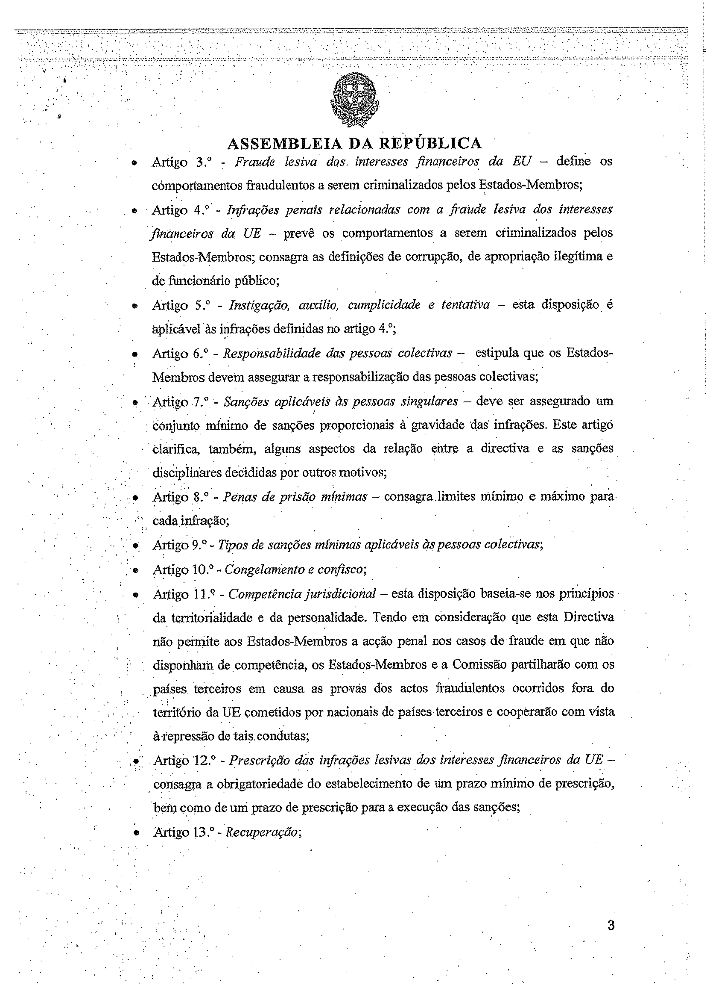 ASSEMBLEIA DA REPÚBLICA
• Artigo 3.º - Fraude lesiva dos interesses financeiros da EU – define os
comportamentos fraudulentos a serem criminalizados pelos Estados-Membros;
• Artigo 4.º - Infrações penais relacionadas com a fraude lesiva dos interesses
financeiros da UE – prevê os comportamentos a serem criminalizados pelos
Estados-Membros; consagra as definições de corrupção, de apropriação ilegítima e
de funcionário público;
• Artigo 5.º - Instigação, auxílio, cumplicidade e tentativa – esta disposição é
aplicável às infrações definidas no artigo 4.º;
• Artigo 6.º - Responsabilidade das pessoas colectivas – estipula que os Estados-
Membros devem assegurar a responsabilização das pessoas colectivas;
• Artigo 7.º - Sanções aplicáveis às pessoas singulares – deve ser assegurado um
conjunto mínimo de sanções proporcionais à gravidade das infrações. Este artigo
clarifica, também, alguns aspectos da relação entre a directiva e as sanções
disciplinares decididas por outros motivos;
• Artigo 8.º - Penas de prisão mínimas – consagra limites mínimo e máximo para
cada infração;
• Artigo 9.º - Tipos de sanções mínimas aplicáveis às pessoas colectivas;
• Artigo 10.º - Congelamento e confisco;
• Artigo 11.º - Competência jurisdicional – esta disposição baseia-se nos princípios
da territorialidade e da personalidade. Tendo em consideração que esta Directiva
não permite aos Estados-Membros a acção penal nos casos de fraude em que não
disponham de competência, os Estados-Membros e a Comissão partilharão com os
países terceiros em causa as provas dos actos fraudulentos ocorridos fora do
território da UE cometidos por nacionais de países terceiros e cooperarão com vista
à repressão de tais condutas;
• Artigo 12.º - Prescrição das infrações lesivas dos interesses financeiros da UE –
consagra a obrigatoriedade do estabelecimento de um prazo mínimo de prescrição,
bem como de um prazo de prescrição para a execução das sanções;
• Artigo 13.º - Recuperação;
3